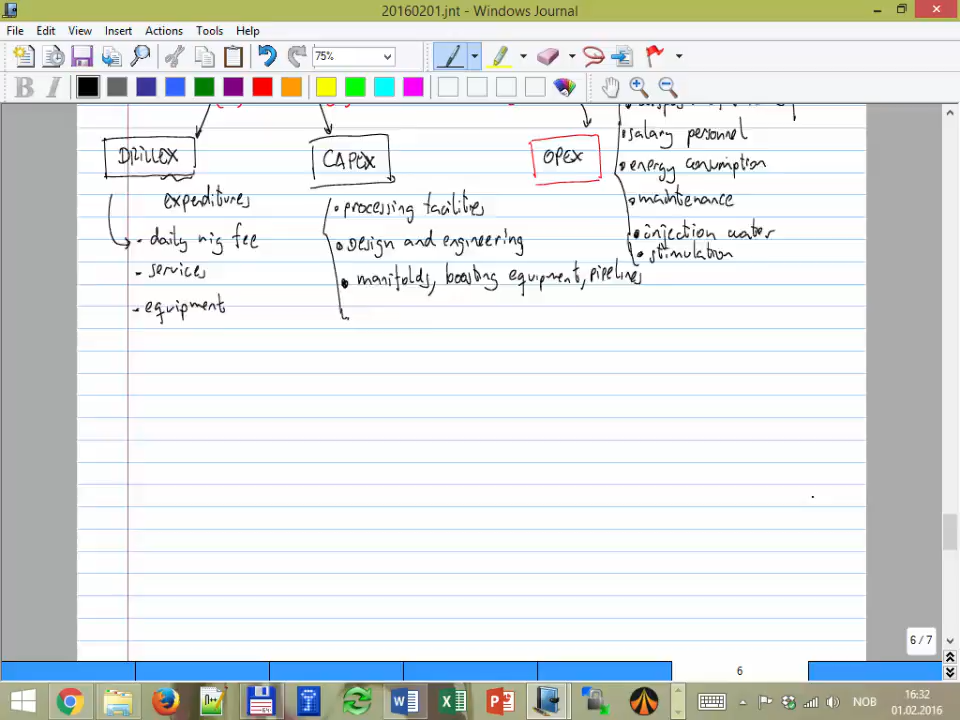 20160201.jnt - Windows Journal
File Edit View Insert Actions Tools Help
75%
B I
DRILLEX
expenditures
- daily rig fee
- services
- equipment
CAPEX
• processing facilities
• Design and engineering
• manifolds, boosting equipment, pipelines
OPEX
• salary personnel
• energy consumption
• maintenance
• injection water
• stimulation
6 / 7
6
NOB
16:32
01.02.2016